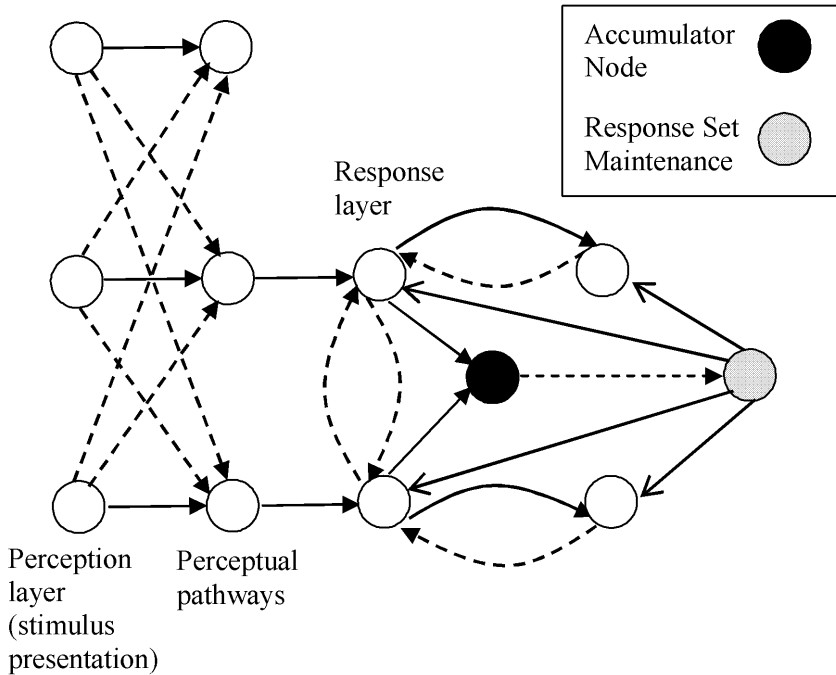 Accumulator
Node
Response Set
Maintenance
Response
layer
Perception
layer
(stimulus
presentation)
Perceptual
pathways